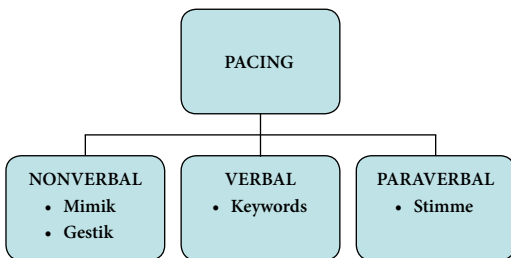 PACING
NONVERBAL
• Mimik
• Gestik
VERBAL
• Keywords
PARAVERBAL
• Stimme